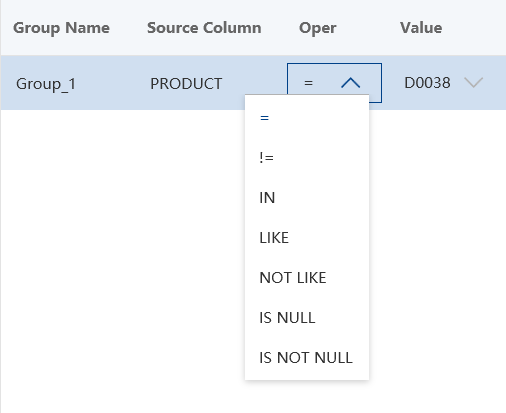 Group Name Source Column Oper Value
Group_1 PRODUCT = D0038
=
!=
IN
LIKE
NOT LIKE
IS NULL
IS NOT NULL